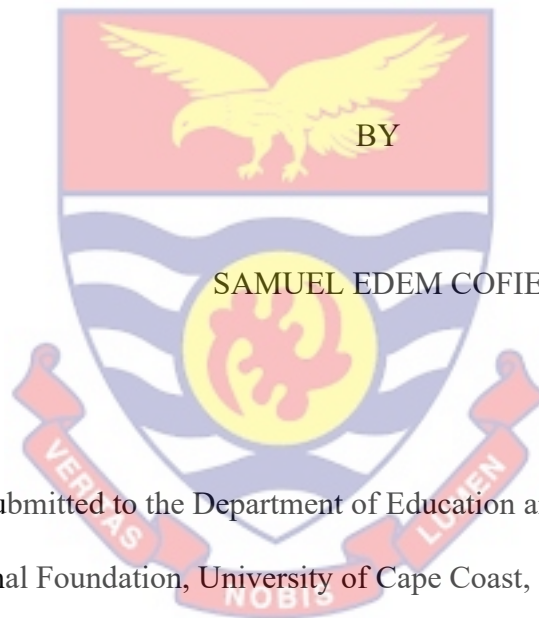 BY
SAMUEL EDEM COFIE
ubmitted to the Department of Education a
nal Foundation, University of Cape Coast,
VERITAS
NOBIS
LUMEN